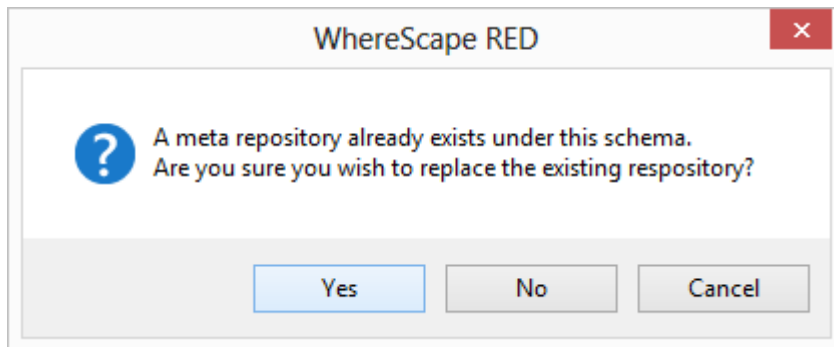 WhereScape RED
A meta repository already exists under this schema.
Are you sure you wish to replace the existing respository?
Yes
No
Cancel